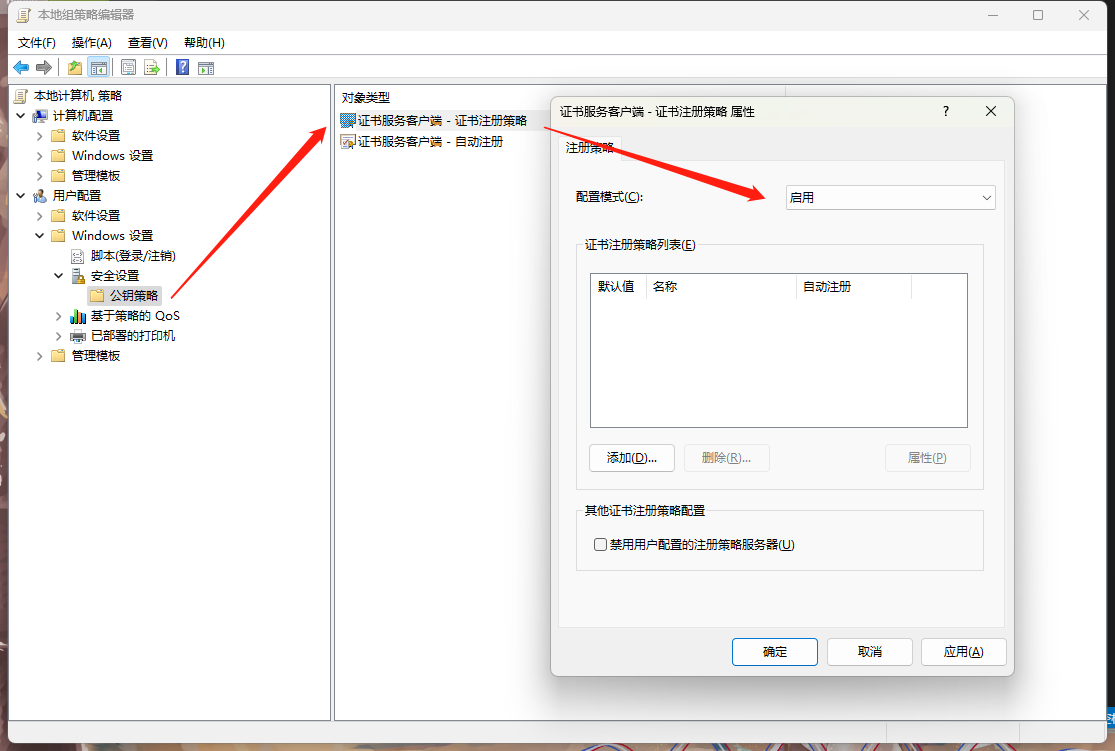 本地组策略编辑器
文件(F) 操作(A) 查看(V) 帮助(H)
本地计算机 策略
计算机配置
软件设置
Windows 设置
管理模板
用户配置
软件设置
Windows 设置
脚本(登录/注销)
安全设置
公钥策略
基于策略的 QoS
已部署的打印机
管理模板
对象类型
证书服务客户端 - 证书注册策略
证书服务客户端 - 自动注册
证书服务客户端 - 证书注册策略 属性
注册策略
配置模式(C):
启用
证书注册策略列表(E)
默认值 名称 自动注册
添加(D)... 删除(R)... 属性(P)
其他证书注册策略配置
禁用用户配置的注册策略服务器(U)
确定 取消 应用(A)